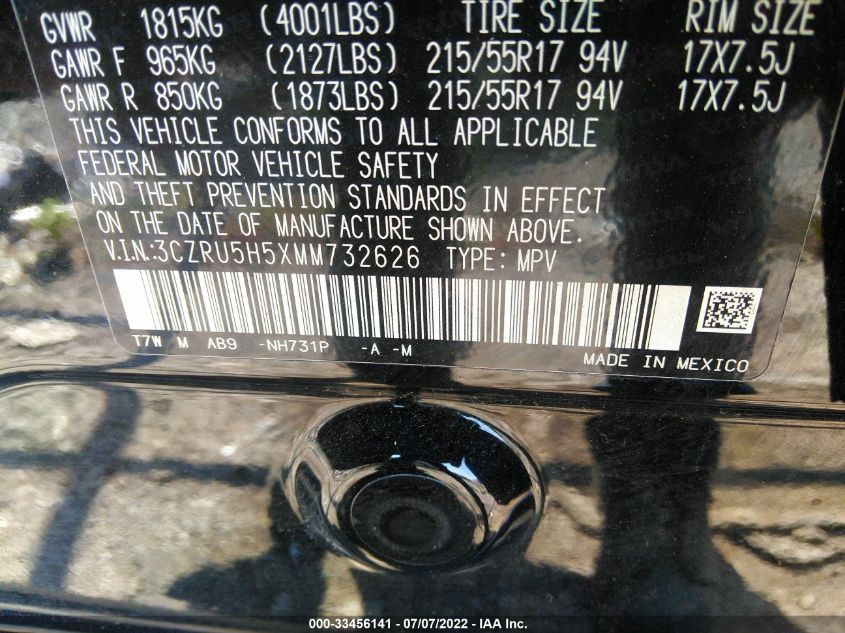 GVWR 1815KG (4001LBS) TIRE SIZE RIM SIZE
GAWR F 965KG (2127LBS) 215/55R17 94V 17X7.5J
GAWR R 850KG (1873LBS) 215/55R17 94V 17X7.5J
THIS VEHICLE CONFORMS TO ALL APPLICABLE
FEDERAL MOTOR VEHICLE SAFETY
AND THEFT PREVENTION STANDARDS IN EFFECT
ON THE DATE OF MANUFACTURE SHOWN ABOVE.
V.I.N.:3CZRU5H5XMM732626 TYPE: MPV
T7W M AB9 -NH731P -A -M
MADE IN MEXICO
000-33456141 - 07/07/2022 - IAA Inc.